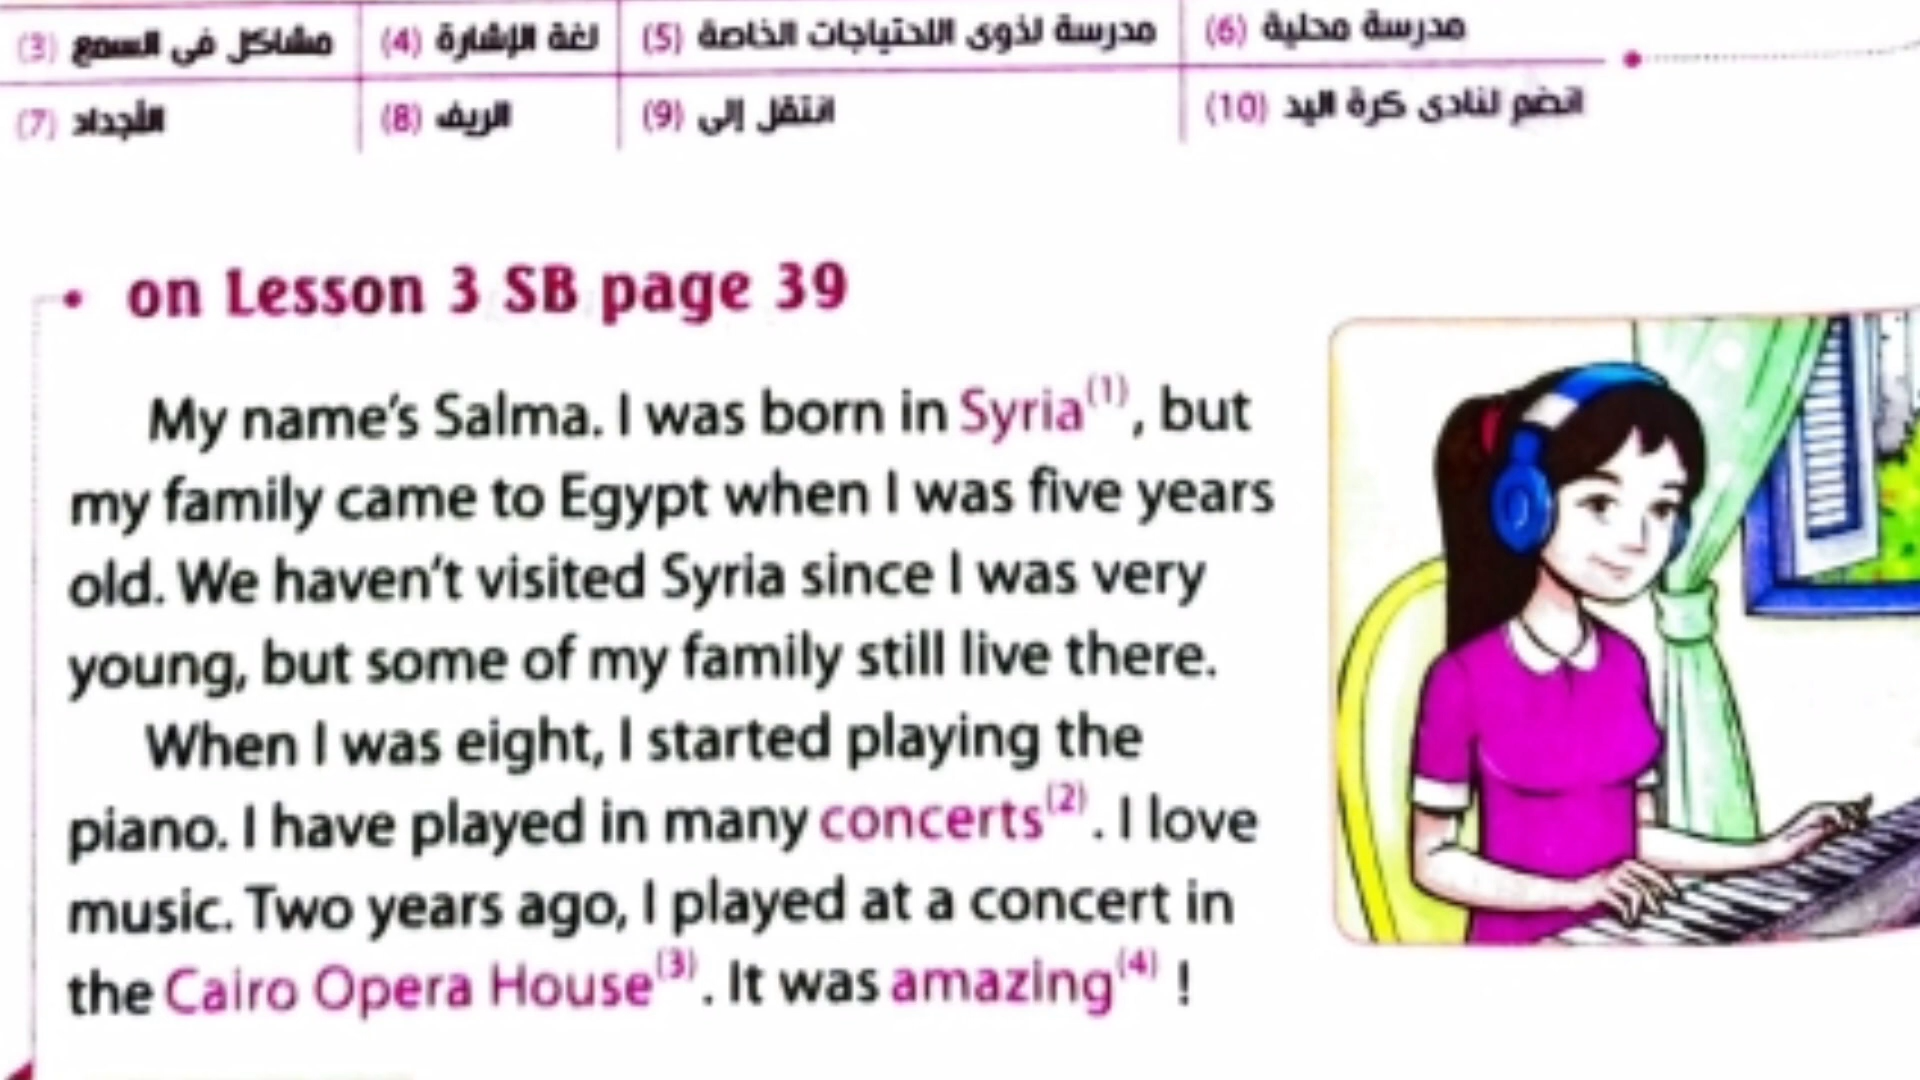 (3) مشاكل فى السمع (4) لغة الإشارة (5) مدرسة لذوى الاحتياجات الخاصة (6) مدرسة محلية
(7) الأجداد (8) الريف (9) انتقل إلى (10) انضم لنادى كرة اليد
on Lesson 3 SB page 39
My name's Salma. I was born in Syria(1), but
my family came to Egypt when I was five years
old. We haven't visited Syria since I was very
young, but some of my family still live there.
When I was eight, I started playing the
piano. I have played in many concerts(2). I love
music. Two years ago, I played at a concert in
the Cairo Opera House(3). It was amazing(4) !